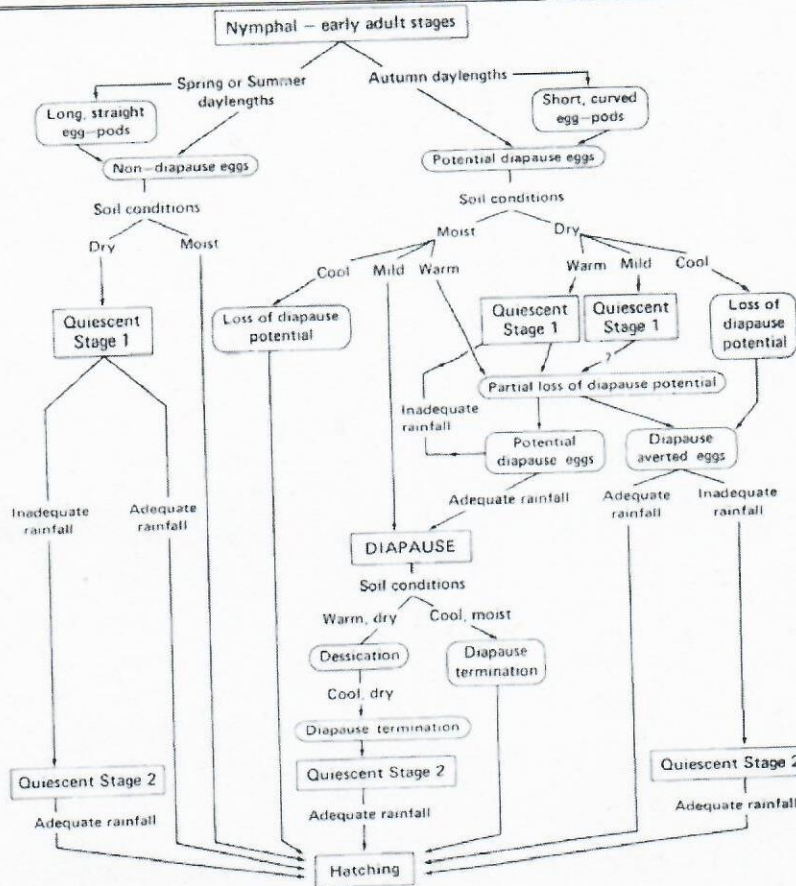 Nymphal – early adult stages
Spring or Summer
daylengths
Autumn daylengths
Long, straight
egg–pods
Short, curved
egg–pods
Non–diapause eggs
Potential diapause eggs
Soil conditions
Soil conditions
Dry
Moist
Moist
Dry
Cool
Mild
Warm
Warm
Mild
Cool
Quiescent
Stage 1
Loss of diapause
potential
Quiescent
Stage 1
Quiescent
Stage 1
Loss of
diapause
potential
?
Partial loss of diapause potential
Inadequate
rainfall
Potential
diapause eggs
Diapause
averted eggs
Inadequate
rainfall
Adequate
rainfall
Adequate rainfall
Adequate
rainfall
Inadequate
rainfall
DIAPAUSE
Soil conditions
Warm, dry
Cool, moist
Dessication
Diapause
termination
Cool, dry
Diapause termination
Quiescent Stage 2
Quiescent Stage 2
Quiescent Stage 2
Adequate rainfall
Adequate rainfall
Adequate rainfall
Hatching